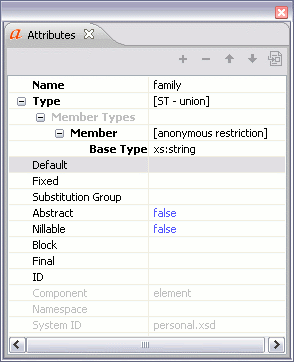 Attributes
Name family
Type [ST - union]
Member Types
Member [anonymous restriction]
Base Type xs:string
Default
Fixed
Substitution Group
Abstract false
Nillable false
Block
Final
ID
Component element
Namespace
System ID personal.xsd